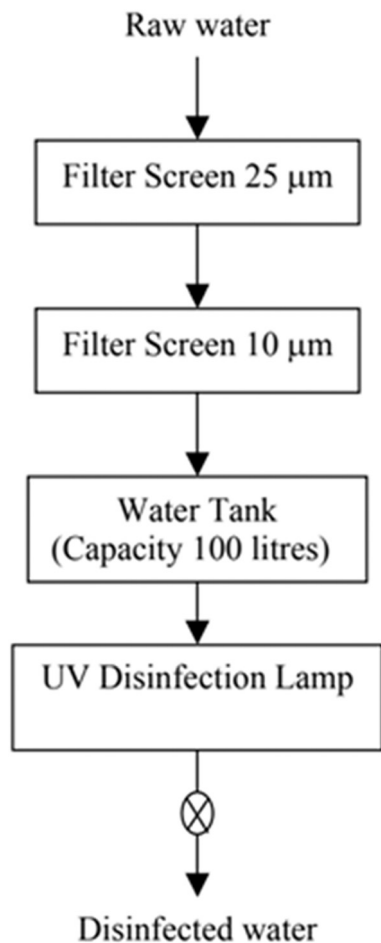 Raw water
Filter Screen 25 μm
Filter Screen 10 μm
Water Tank
(Capacity 100 litres)
UV Disinfection Lamp
Disinfected water